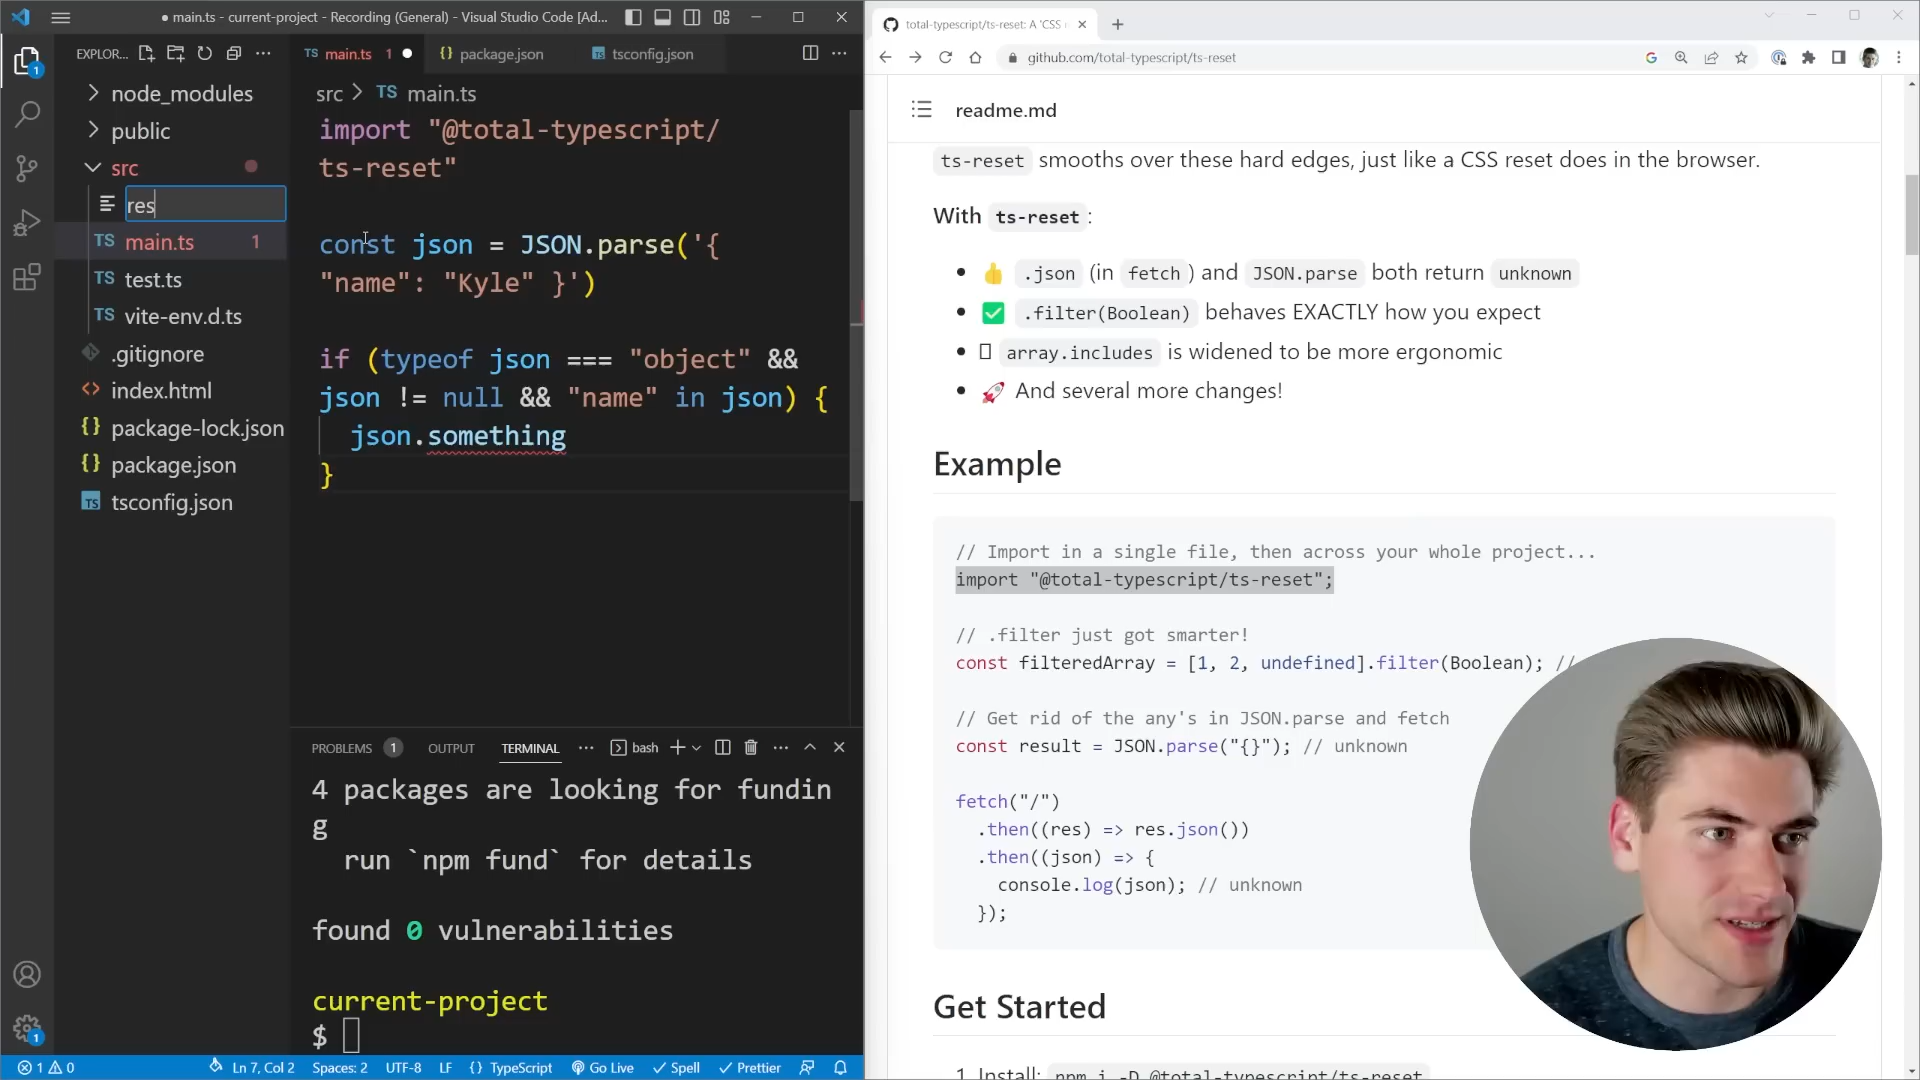 main.ts - current-project - Recording (General) - Visual Studio Code [Ad...
EXPLOR...
node_modules
public
src
res
main.ts 1
test.ts
vite-env.d.ts
.gitignore
index.html
package-lock.json
package.json
tsconfig.json
main.ts 1
package.json
tsconfig.json
src > TS main.ts
import "@total-typescript/
ts-reset"
const json = JSON.parse('{
"name": "Kyle" }')
if (typeof json === "object" &&
json != null && "name" in json) {
json.something
}
PROBLEMS 1 OUTPUT TERMINAL ... bash
4 packages are looking for fundin
g
run `npm fund` for details
found 0 vulnerabilities
current-project
$
1 0 Ln 7, Col 2 Spaces: 2 UTF-8 LF {} TypeScript Go Live Spell Prettier
total-typescript/ts-reset: A 'CSS
github.com/total-typescript/ts-reset
readme.md
ts-reset smooths over these hard edges, just like a CSS reset does in the browser.
With ts-reset:
👍 .json (in fetch) and JSON.parse both return unknown
✅ .filter(Boolean) behaves EXACTLY how you expect
array.includes is widened to be more ergonomic
🚀 And several more changes!
Example
// Import in a single file, then across your whole project...
import "@total-typescript/ts-reset";
// .filter just got smarter!
const filteredArray = [1, 2, undefined].filter(Boolean); //
// Get rid of the any's in JSON.parse and fetch
const result = JSON.parse("{}"); // unknown
fetch("/")
.then((res) => res.json())
.then((json) => {
console.log(json); // unknown
});
Get Started
1. Install: npm i -D @total-typescript/ts-reset